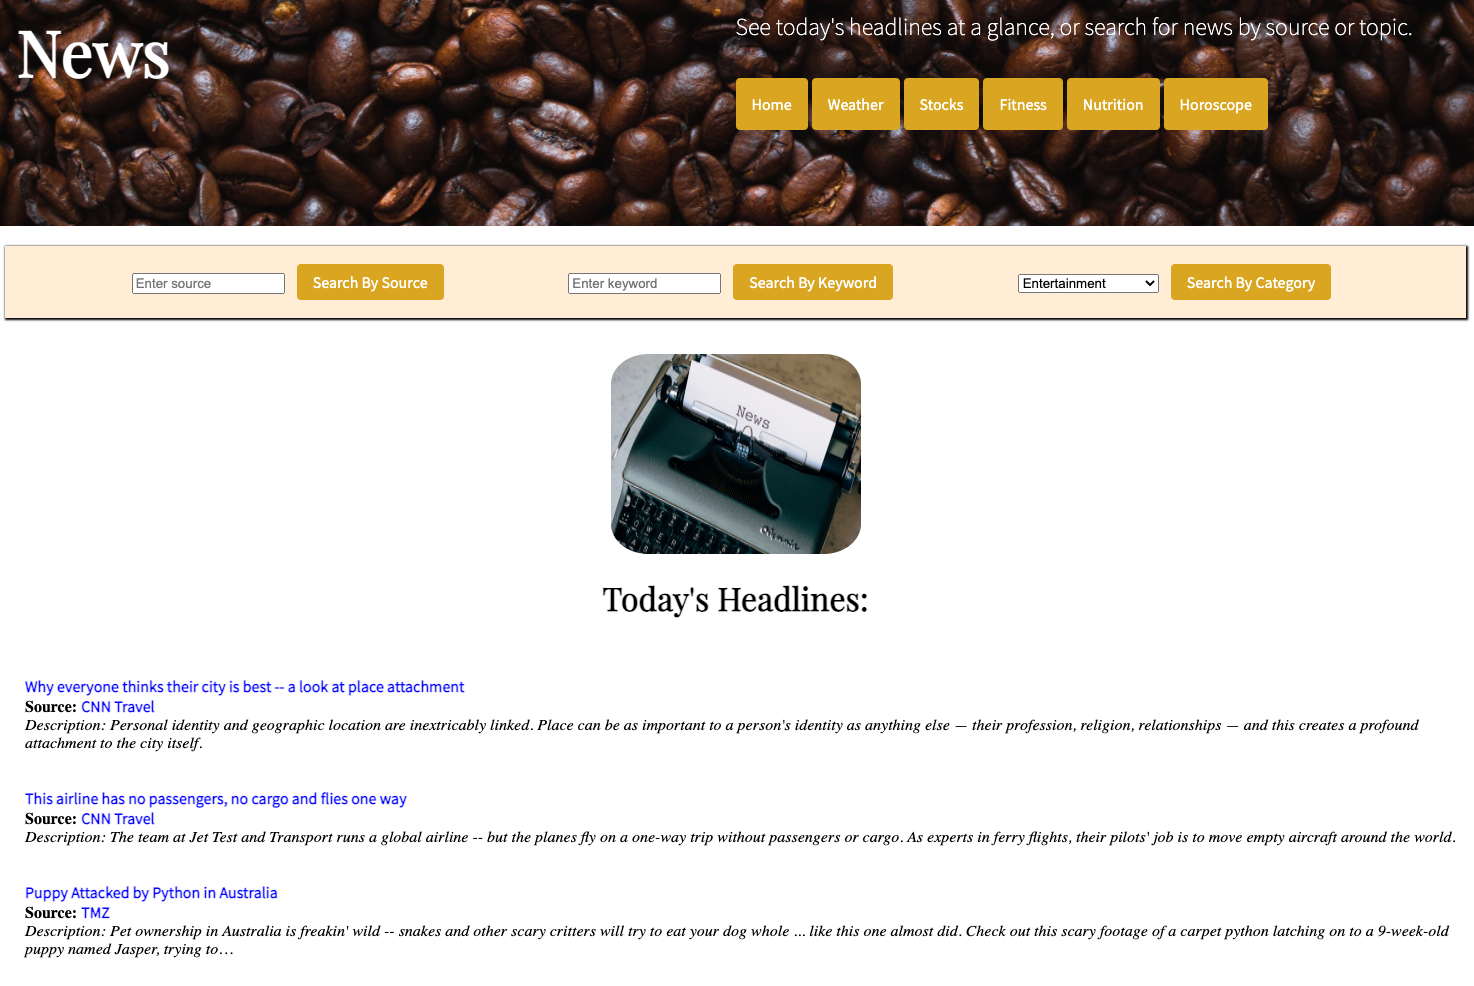 News
See today's headlines at a glance, or search for news by source or topic.
Home Weather Stocks Fitness Nutrition Horoscope
Enter source Search By Source Enter keyword Search By Keyword Entertainment Search By Category
News
Olympia
Today's Headlines:
Why everyone thinks their city is best -- a look at place attachment
Source: CNN Travel
Description: Personal identity and geographic location are inextricably linked. Place can be as important to a person's identity as anything else — their profession, religion, relationships — and this creates a profound
attachment to the city itself.
This airline has no passengers, no cargo and flies one way
Source: CNN Travel
Description: The team at Jet Test and Transport runs a global airline -- but the planes fly on a one-way trip without passengers or cargo. As experts in ferry flights, their pilots' job is to move empty aircraft around the world.
Puppy Attacked by Python in Australia
Source: TMZ
Description: Pet ownership in Australia is freakin' wild -- snakes and other scary critters will try to eat your dog whole ... like this one almost did. Check out this scary footage of a carpet python latching on to a 9-week-old
puppy named Jasper, trying to…